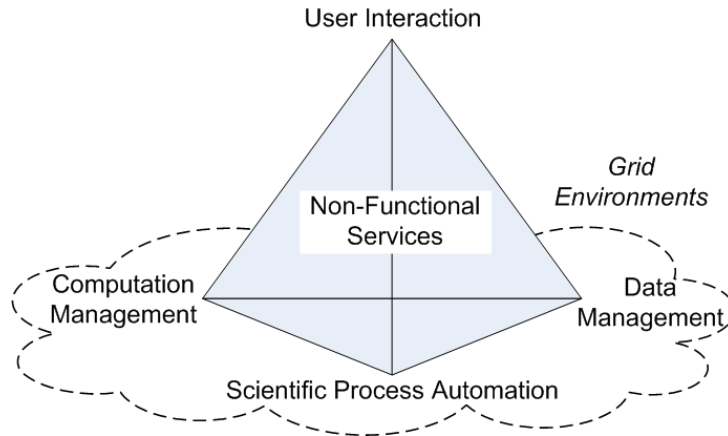 User Interaction
Grid
Environments
Non-Functional
Services
Computation
Management
Data
Management
Scientific Process Automation